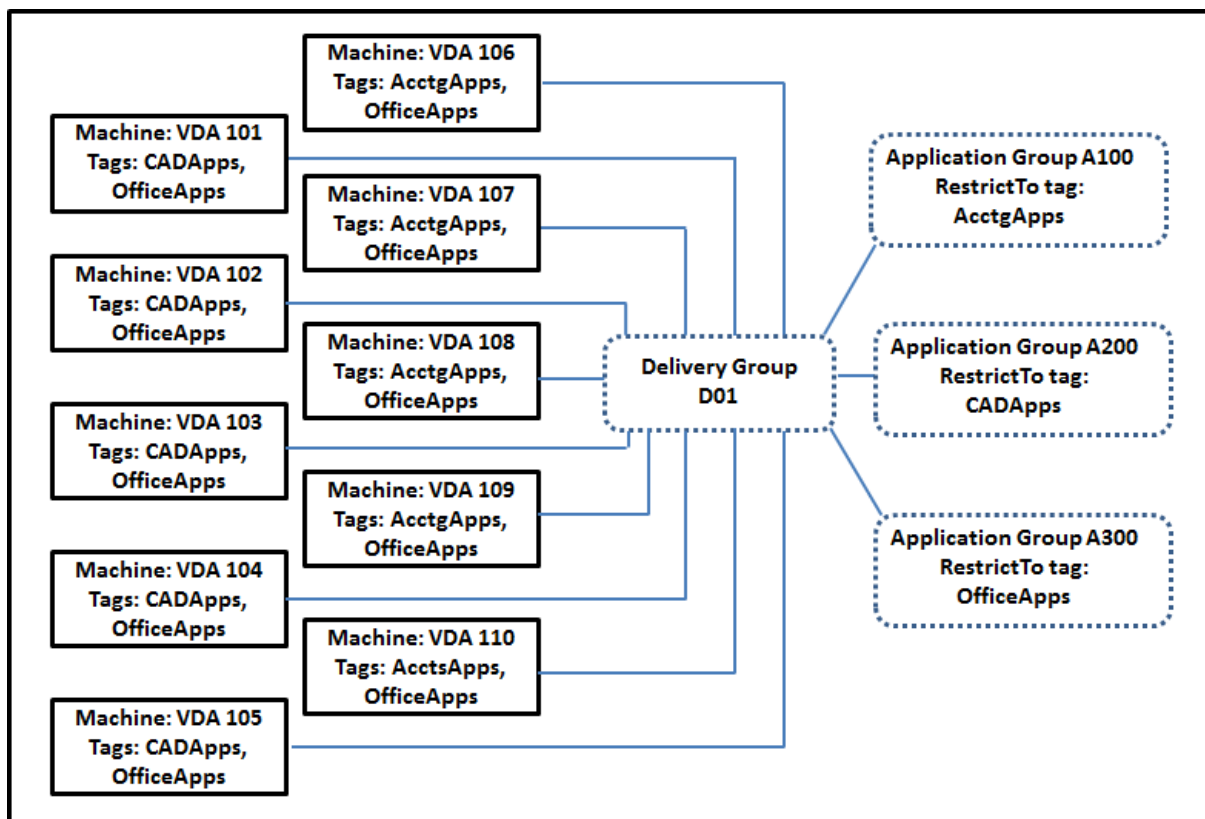 Machine: VDA 101
Tags: CADApps,
OfficeApps
Machine: VDA 102
Tags: CADApps,
OfficeApps
Machine: VDA 103
Tags: CADApps,
OfficeApps
Machine: VDA 104
Tags: CADApps,
OfficeApps
Machine: VDA 105
Tags: CADApps,
OfficeApps
Machine: VDA 106
Tags: AcctgApps,
OfficeApps
Machine: VDA 107
Tags: AcctgApps,
OfficeApps
Machine: VDA 108
Tags: AcctgApps,
OfficeApps
Machine: VDA 109
Tags: AcctgApps,
OfficeApps
Machine: VDA 110
Tags: AcctsApps,
OfficeApps
Delivery Group
D01
Application Group A100
RestrictTo tag:
AcctgApps
Application Group A200
RestrictTo tag:
CADApps
Application Group A300
RestrictTo tag:
OfficeApps